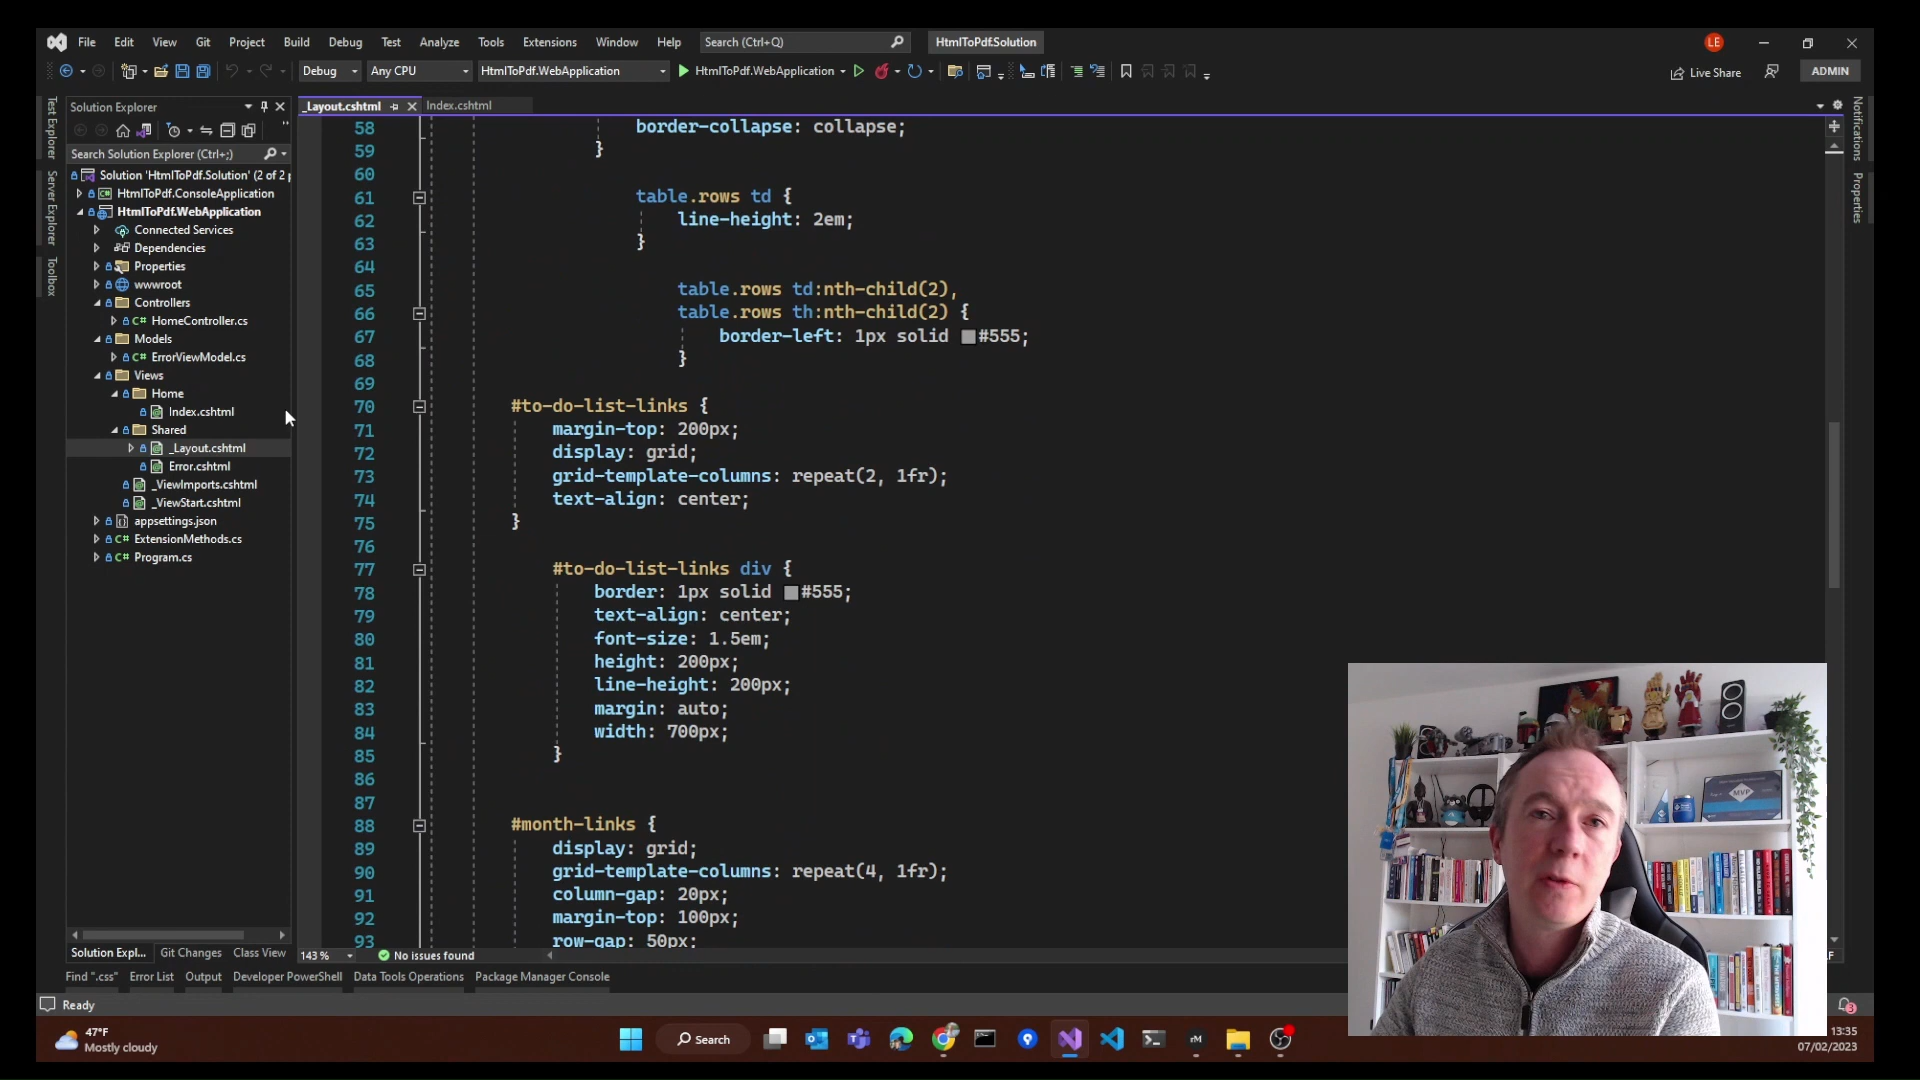 File Edit View Git Project Build Debug Test Analyze Tools Extensions Window Help Search (Ctrl+Q) HtmlToPdf.Solution LE
Debug Any CPU HtmlToPdf.WebApplication HtmlToPdf.WebApplication Live Share ADMIN
Test Explorer
Server Explorer
Toolbox
Solution Explorer
Search Solution Explorer (Ctrl+;)
Solution 'HtmlToPdf.Solution' (2 of 2 p
HtmlToPdf.ConsoleApplication
HtmlToPdf.WebApplication
Connected Services
Dependencies
Properties
wwwroot
Controllers
C# HomeController.cs
Models
C# ErrorViewModel.cs
Views
Home
Index.cshtml
Shared
_Layout.cshtml
Error.cshtml
_ViewImports.cshtml
_ViewStart.cshtml
appsettings.json
C# ExtensionMethods.cs
C# Program.cs
Solution Expl... Git Changes Class View
_Layout.cshtml Index.cshtml
58 border-collapse: collapse;
59 }
60
61 table.rows td {
62 line-height: 2em;
63 }
64
65 table.rows td:nth-child(2),
66 table.rows th:nth-child(2) {
67 border-left: 1px solid #555;
68 }
69
70 #to-do-list-links {
71 margin-top: 200px;
72 display: grid;
73 grid-template-columns: repeat(2, 1fr);
74 text-align: center;
75 }
76
77 #to-do-list-links div {
78 border: 1px solid #555;
79 text-align: center;
80 font-size: 1.5em;
81 height: 200px;
82 line-height: 200px;
83 margin: auto;
84 width: 700px;
85 }
86
87
88 #month-links {
89 display: grid;
90 grid-template-columns: repeat(4, 1fr);
91 column-gap: 20px;
92 margin-top: 100px;
93 row-gap: 50px;
143 % No issues found
Notifications
Properties
MVP
Find ".css" Error List Output Developer PowerShell Data Tools Operations Package Manager Console
Ready
3
47°F
Mostly cloudy
Search
rM
13:35
07/02/2023